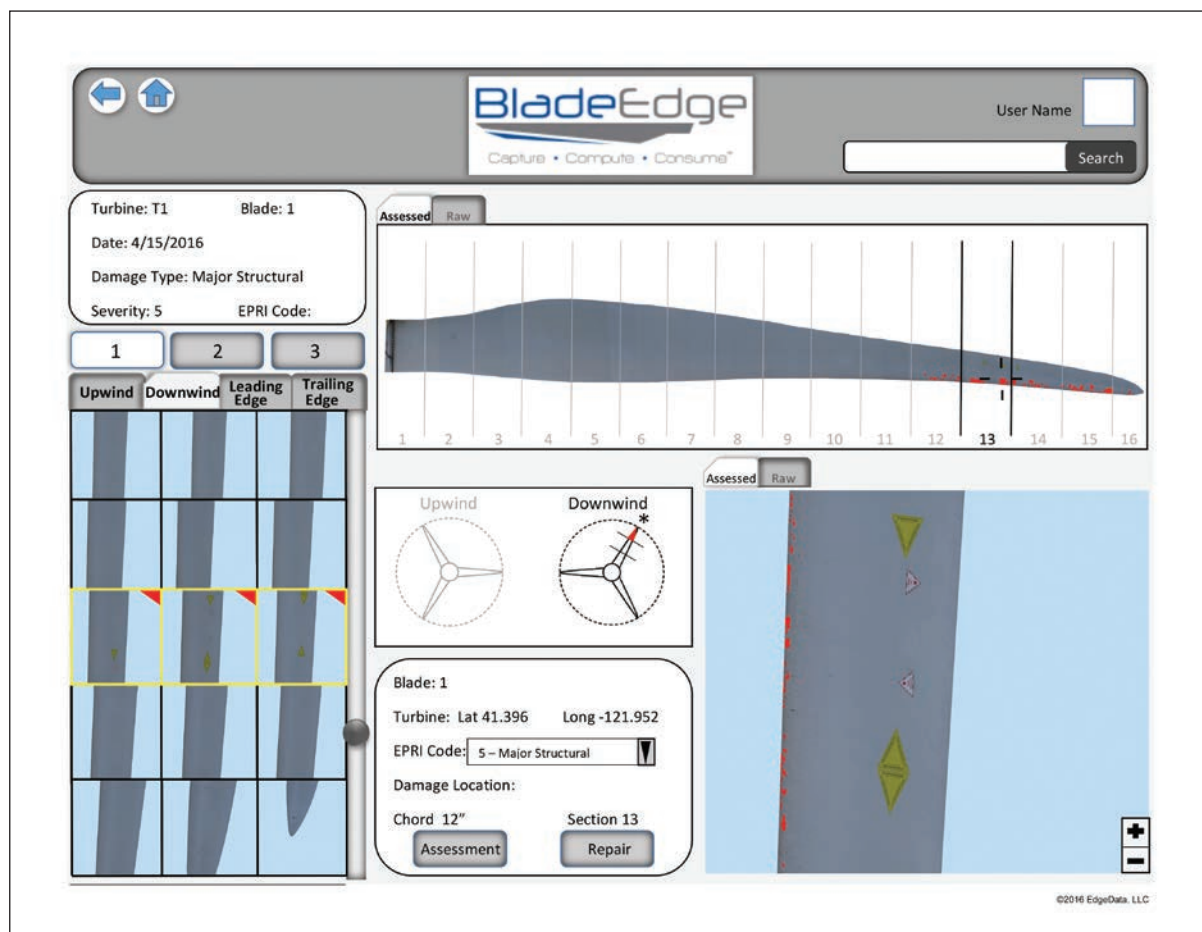 BladeEdge
Capture • Compute • Consume™
User Name
Search
Turbine: T1 Blade: 1
Date: 4/15/2016
Damage Type: Major Structural
Severity: 5 EPRI Code:
1 2 3
Upwind Downwind Leading Edge Trailing Edge
Assessed Raw
1 2 3 4 5 6 7 8 9 10 11 12 13 14 15 16
Upwind Downwind
*
Blade: 1
Turbine: Lat 41.396 Long -121.952
EPRI Code: 5 – Major Structural
Damage Location:
Chord 12” Section 13
Assessment Repair
Assessed Raw
+
–
©2016 EdgeData, LLC